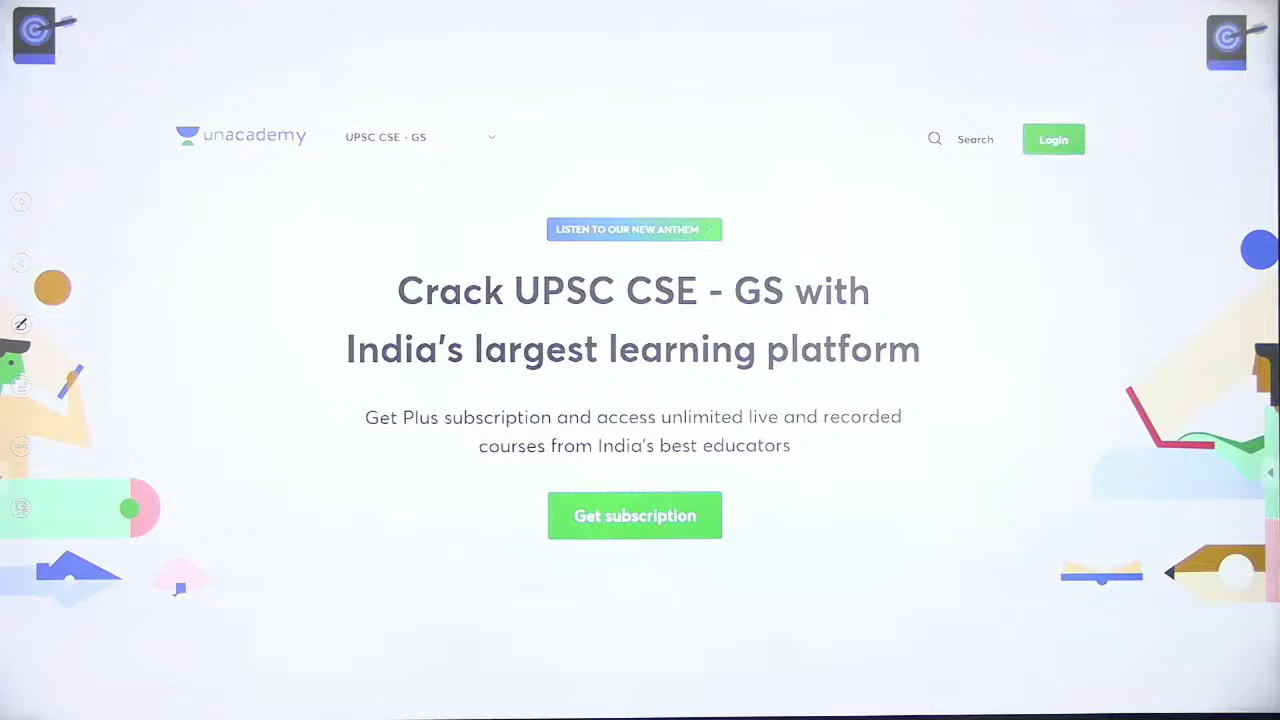 unacademy
UPSC CSE - GS
Search
Login
LISTEN TO OUR NEW ANTHEM
Crack UPSC CSE - GS with
India's largest learning platform
Get Plus subscription and access unlimited live and recorded
courses from India's best educators
Get subscription